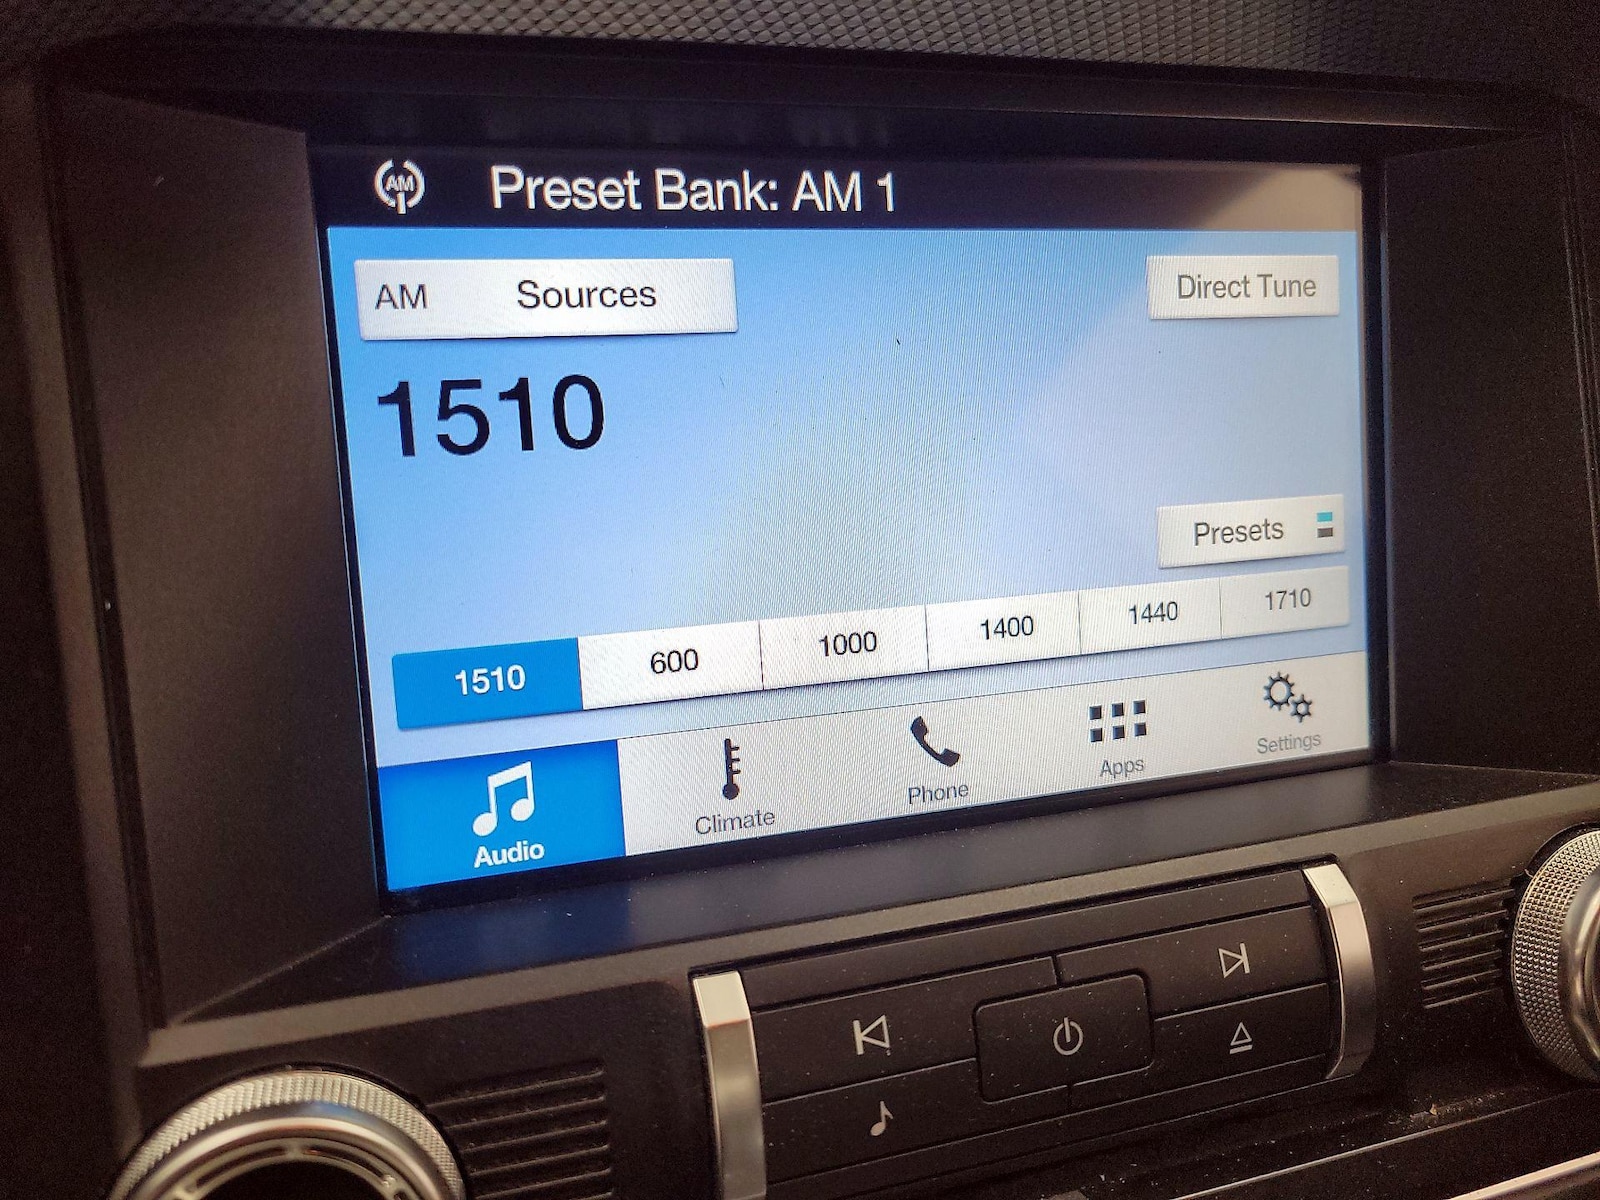 AM Preset Bank: AM 1
AM Sources Direct Tune
1510
Presets
1510 600 1000 1400 1440 1710
Audio Climate Phone Apps Settings